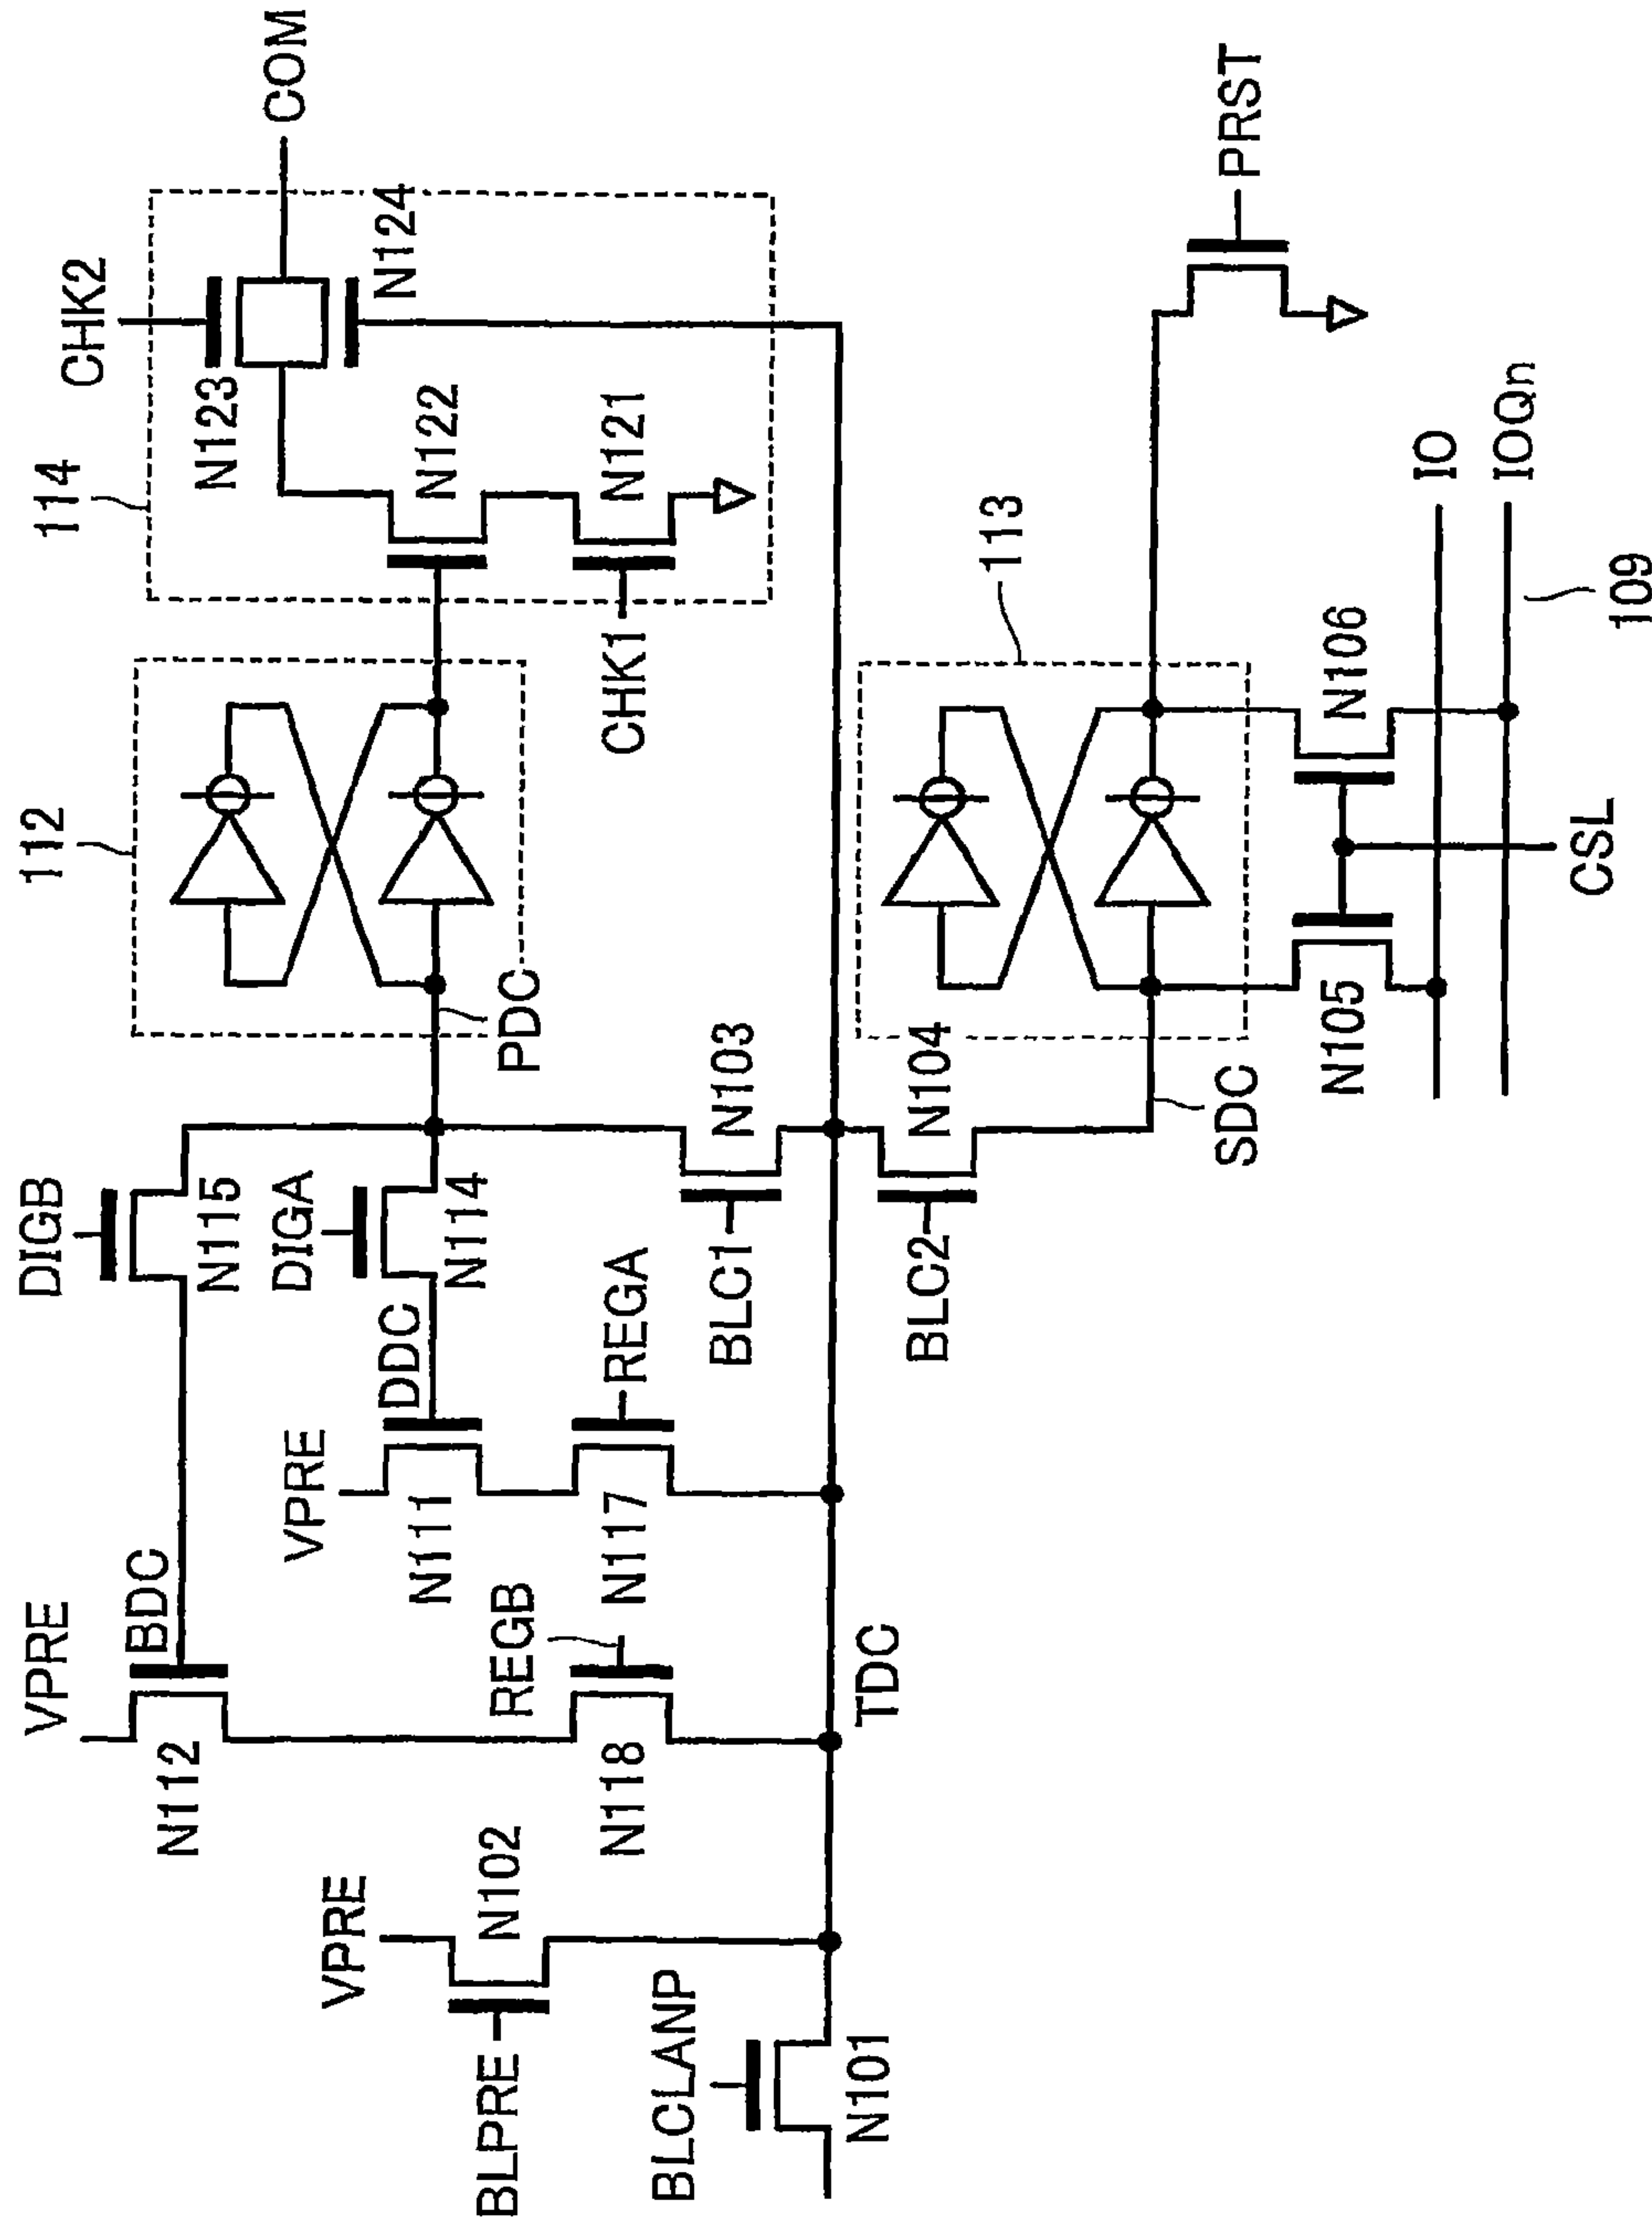 VPRE
BDC
DIGB
112
114
CHK2
N112
N115
N123
COM
VPRE
DDC
DIGA
N124
N111
N114
N122
VPRE
N102
REGB
REGA
PDC
CHK1
N121
BLPRE
N118
N117
BLC1
N103
BLCLANP
N101
TDC
BLC2
N104
113
SDC
PRST
N105
N106
IO
IOQn
CSL
109